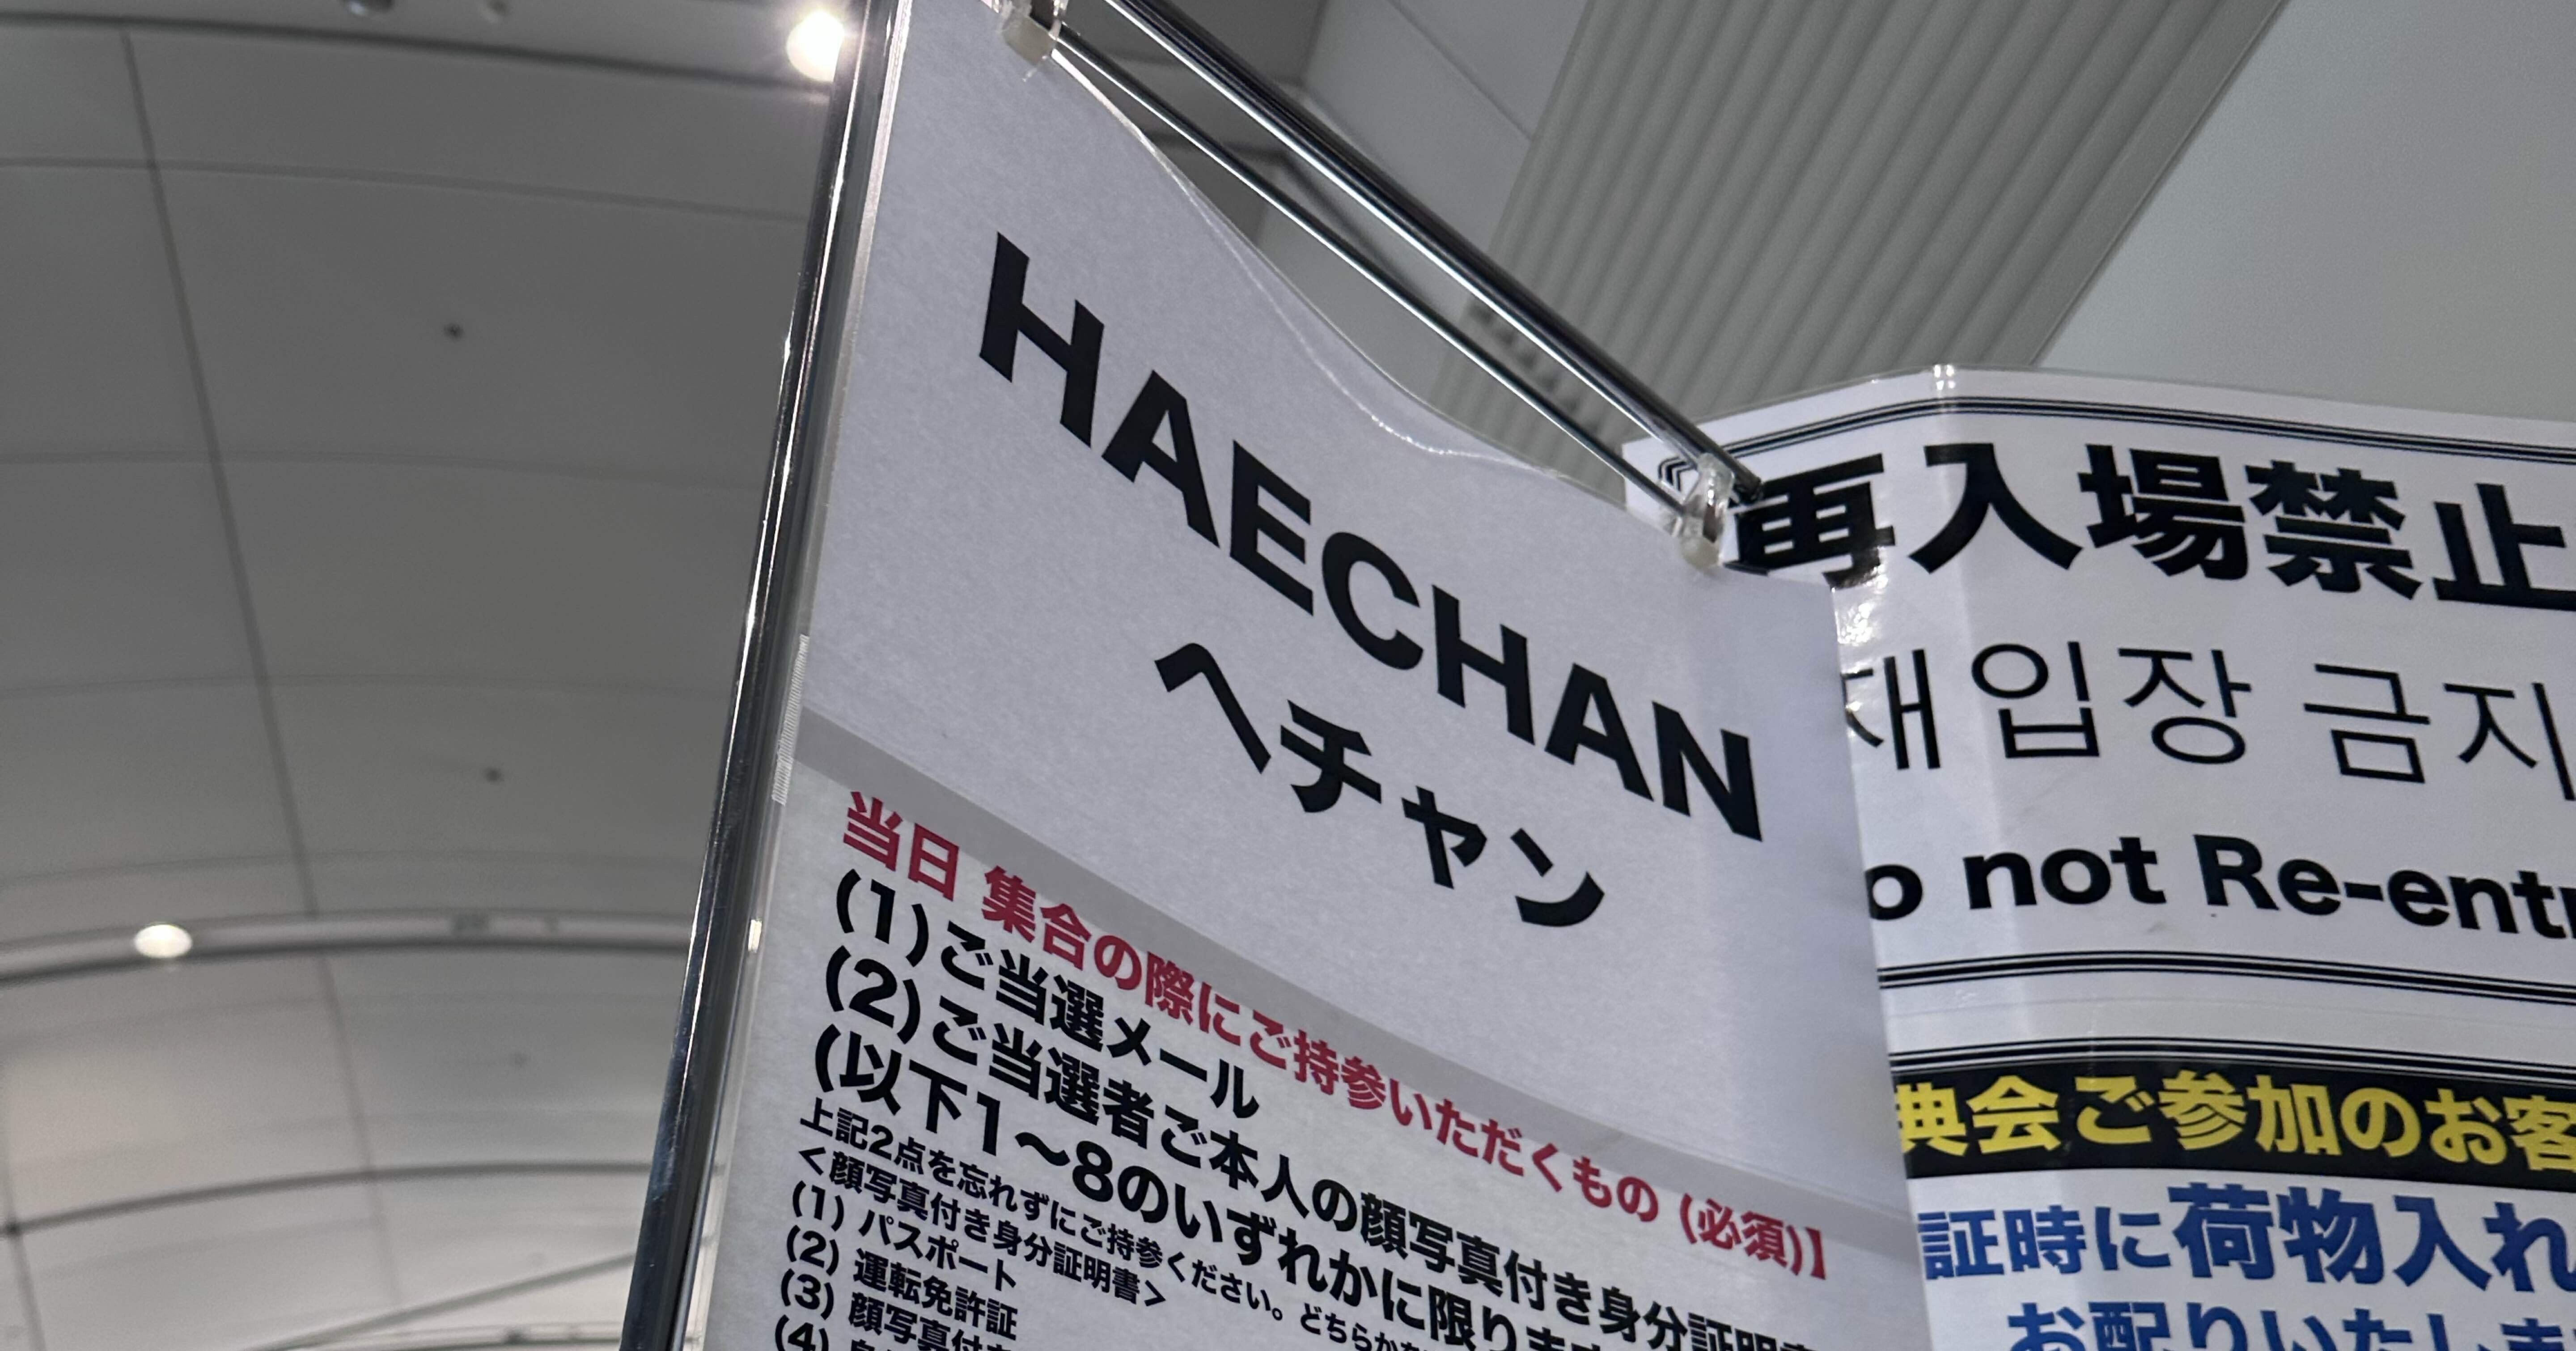 HAECHAN
ヘチャン
当日 集合の際にご持参いただくもの (必須)】
(1)ご当選メール
(2)ご当選者ご本人の顔写真付き身分証明書
(以下1～8のいずれかに限ります
上記2点を忘れずにご持参ください。どちらか
<顔写真付き身分証明書>
(1) パスポート
(2) 運転免許証
(3) 顔写真付
(4)
再入場禁止
재입장 금지
o not Re-entr
典会ご参加のお客
証時に荷物入れ
お配りいたしま